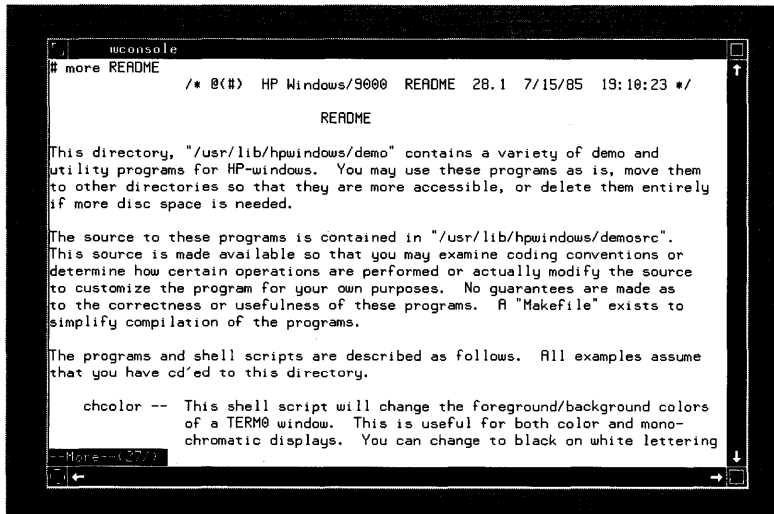 wconsole
# more README
/* @(#)  HP Windows/9000  README  28.1  7/15/85  19:10:23 */
README
This directory, "/usr/lib/hpwindows/demo" contains a variety of demo and
utility programs for HP-windows.  You may use these programs as is, move them
to other directories so that they are more accessible, or delete them entirely
if more disc space is needed.
The source to these programs is contained in "/usr/lib/hpwindows/demosrc".
This source is made available so that you may examine coding conventions or
determine how certain operations are performed or actually modify the source
to customize the program for your own purposes.  No guarantees are made as
to the correctness or usefulness of these programs.  A "Makefile" exists to
simplify compilation of the programs.
The programs and shell scripts are described as follows.  All examples assume
that you have cd'ed to this directory.
chcolor --  This shell script will change the foreground/background colors
of a TERM0 window.  This is useful for both color and mono-
chromatic displays.  You can change to black on white lettering
--More--(27%)